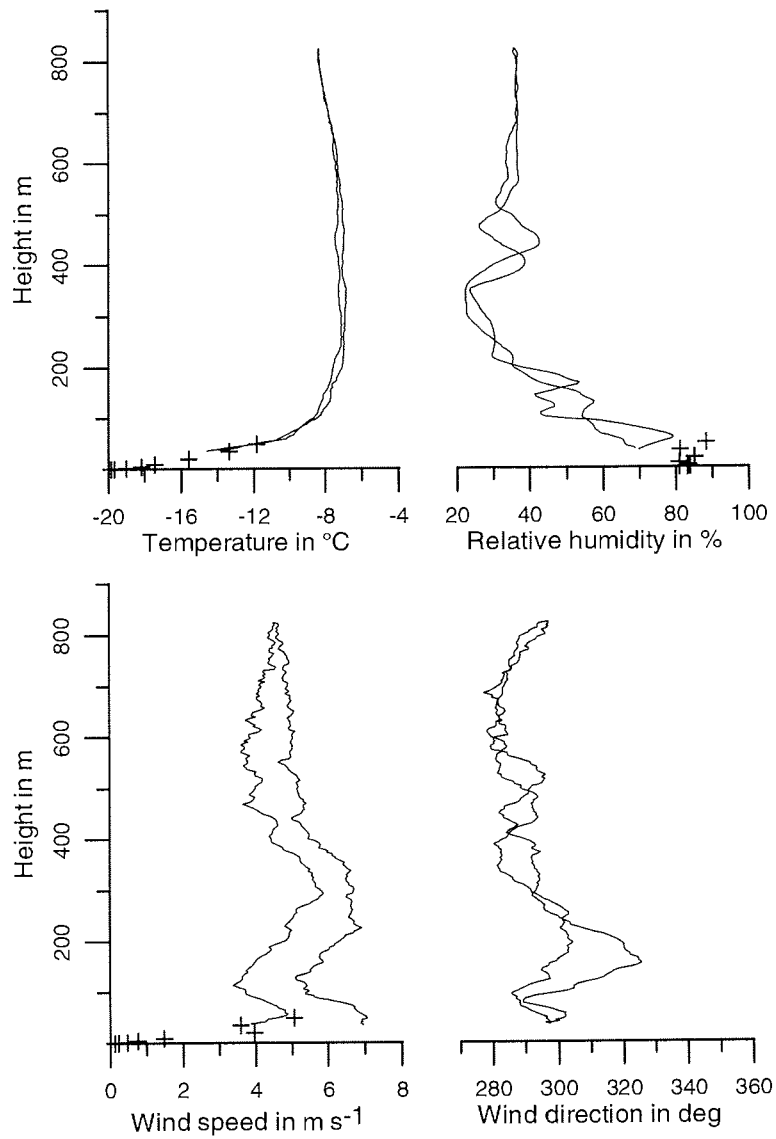 Height in m
800
600
400
200
-20 -16 -12 -8 -4
Temperature in °C
20 40 60 80 100
Relative humidity in %
Height in m
800
600
400
200
0 2 4 6 8
Wind speed in m s-1
280 300 320 340 360
Wind direction in deg